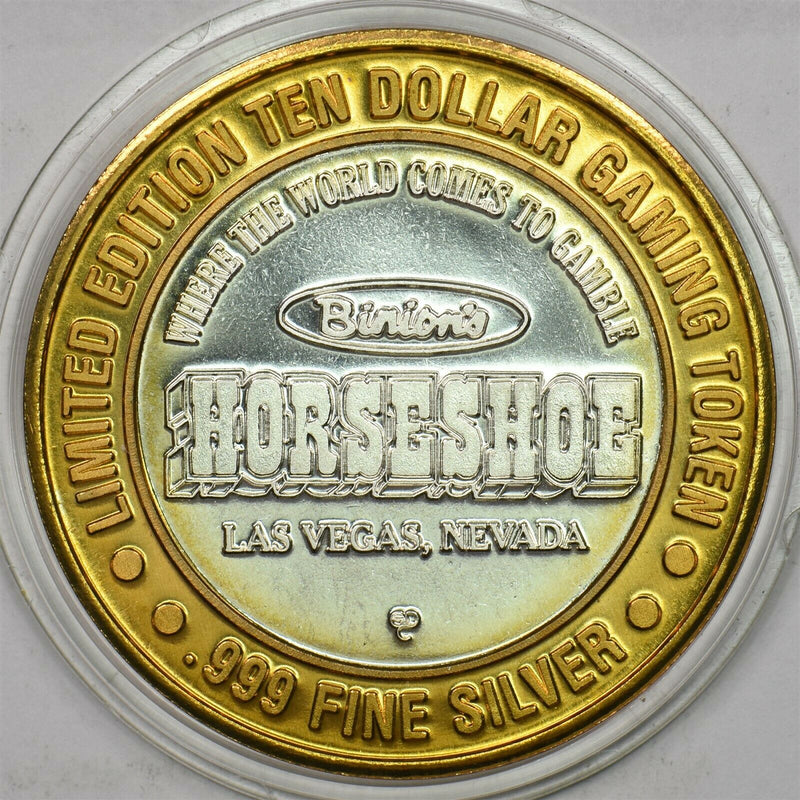 LIMITED EDITION TEN DOLLAR GAMING TOKEN
WHERE THE WORLD COMES TO GAMBLE
Binion's
HORSESHOE
LAS VEGAS, NEVADA
.999 FINE SILVER